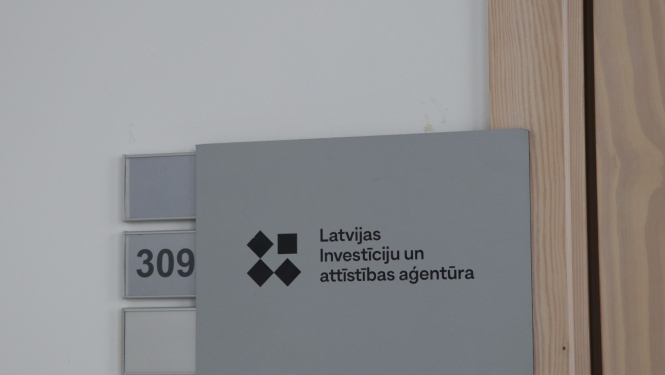 309
Latvijas
Investīciju un
attīstības aģentūra